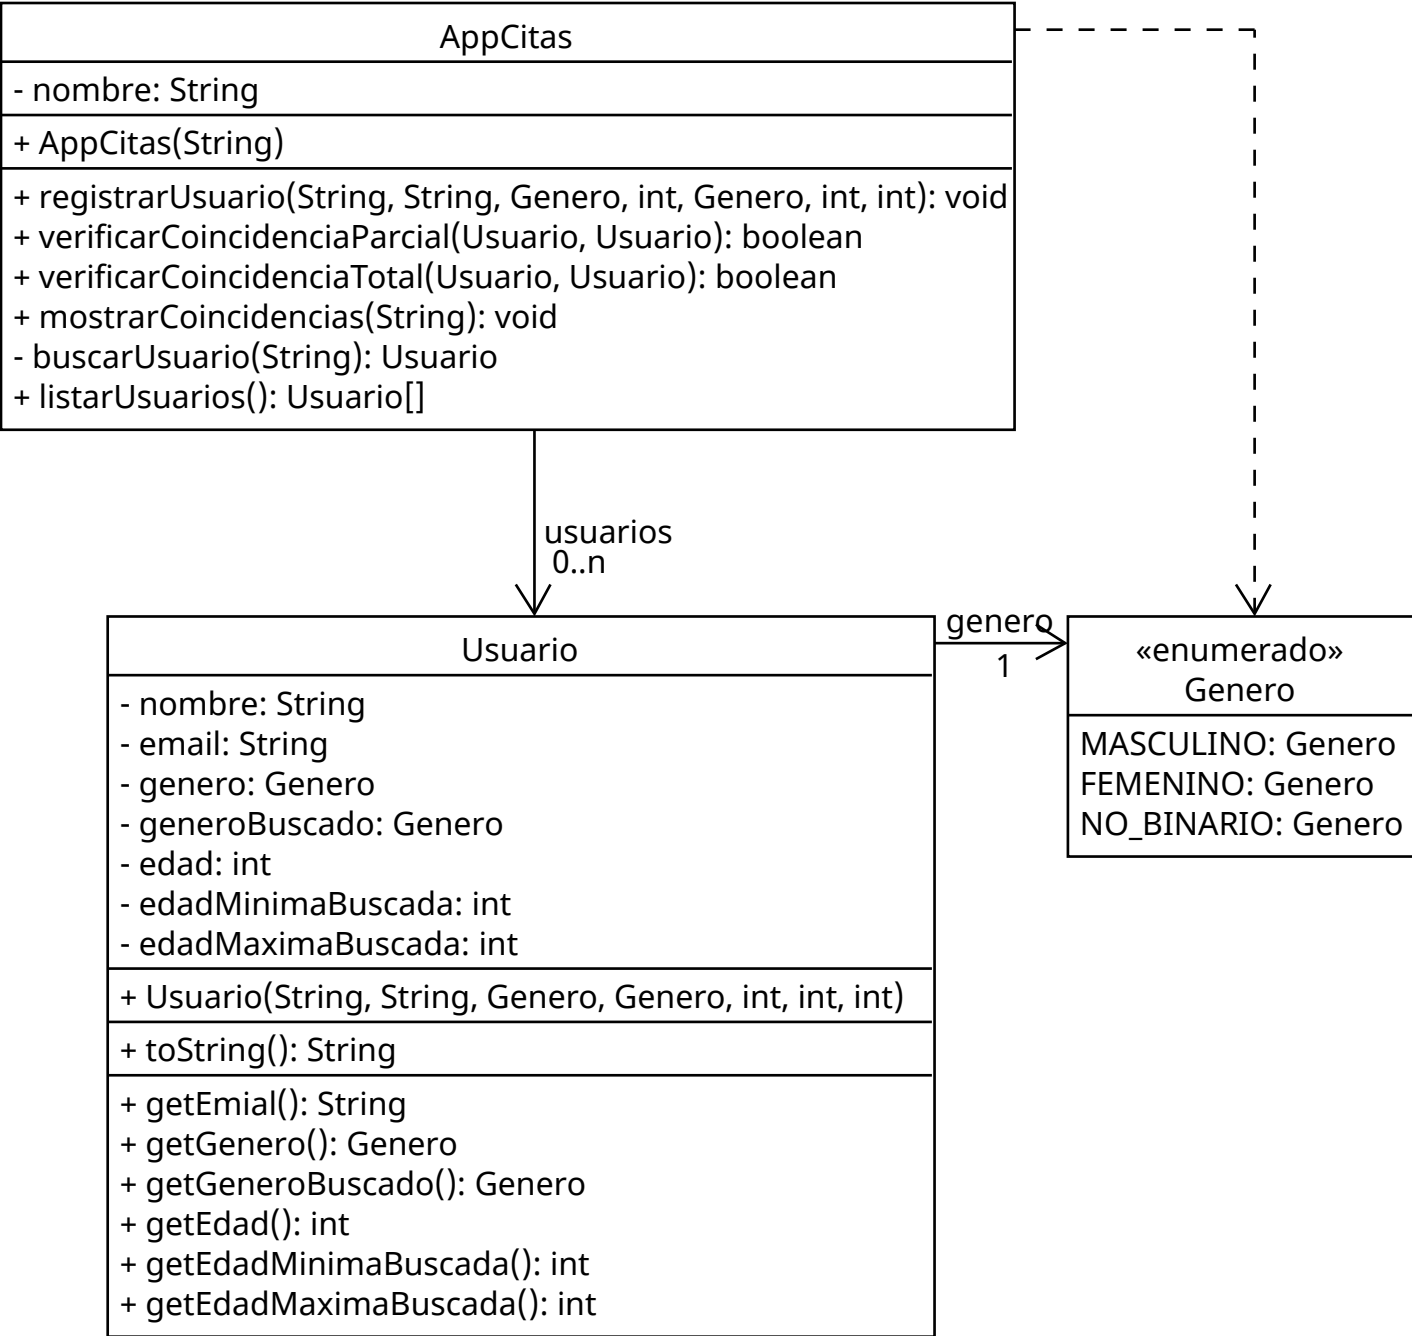 AppCitas
- nombre: String
+ AppCitas(String)
+ registrarUsuario(String, String, Genero, int, Genero, int, int): void
+ verificarCoincidenciaParcial(Usuario, Usuario): boolean
+ verificarCoincidenciaTotal(Usuario, Usuario): boolean
+ mostrarCoincidencias(String): void
- buscarUsuario(String): Usuario
+ listarUsuarios(): Usuario[]
usuarios
0..n
Usuario
- nombre: String
- email: String
- genero: Genero
- generoBuscado: Genero
- edad: int
- edadMinimaBuscada: int
- edadMaximaBuscada: int
+ Usuario(String, String, Genero, Genero, int, int, int)
+ toString(): String
+ getEmial(): String
+ getGenero(): Genero
+ getGeneroBuscado(): Genero
+ getEdad(): int
+ getEdadMinimaBuscada(): int
+ getEdadMaximaBuscada(): int
genero
1
«enumerado»
Genero
MASCULINO: Genero
FEMENINO: Genero
NO_BINARIO: Genero